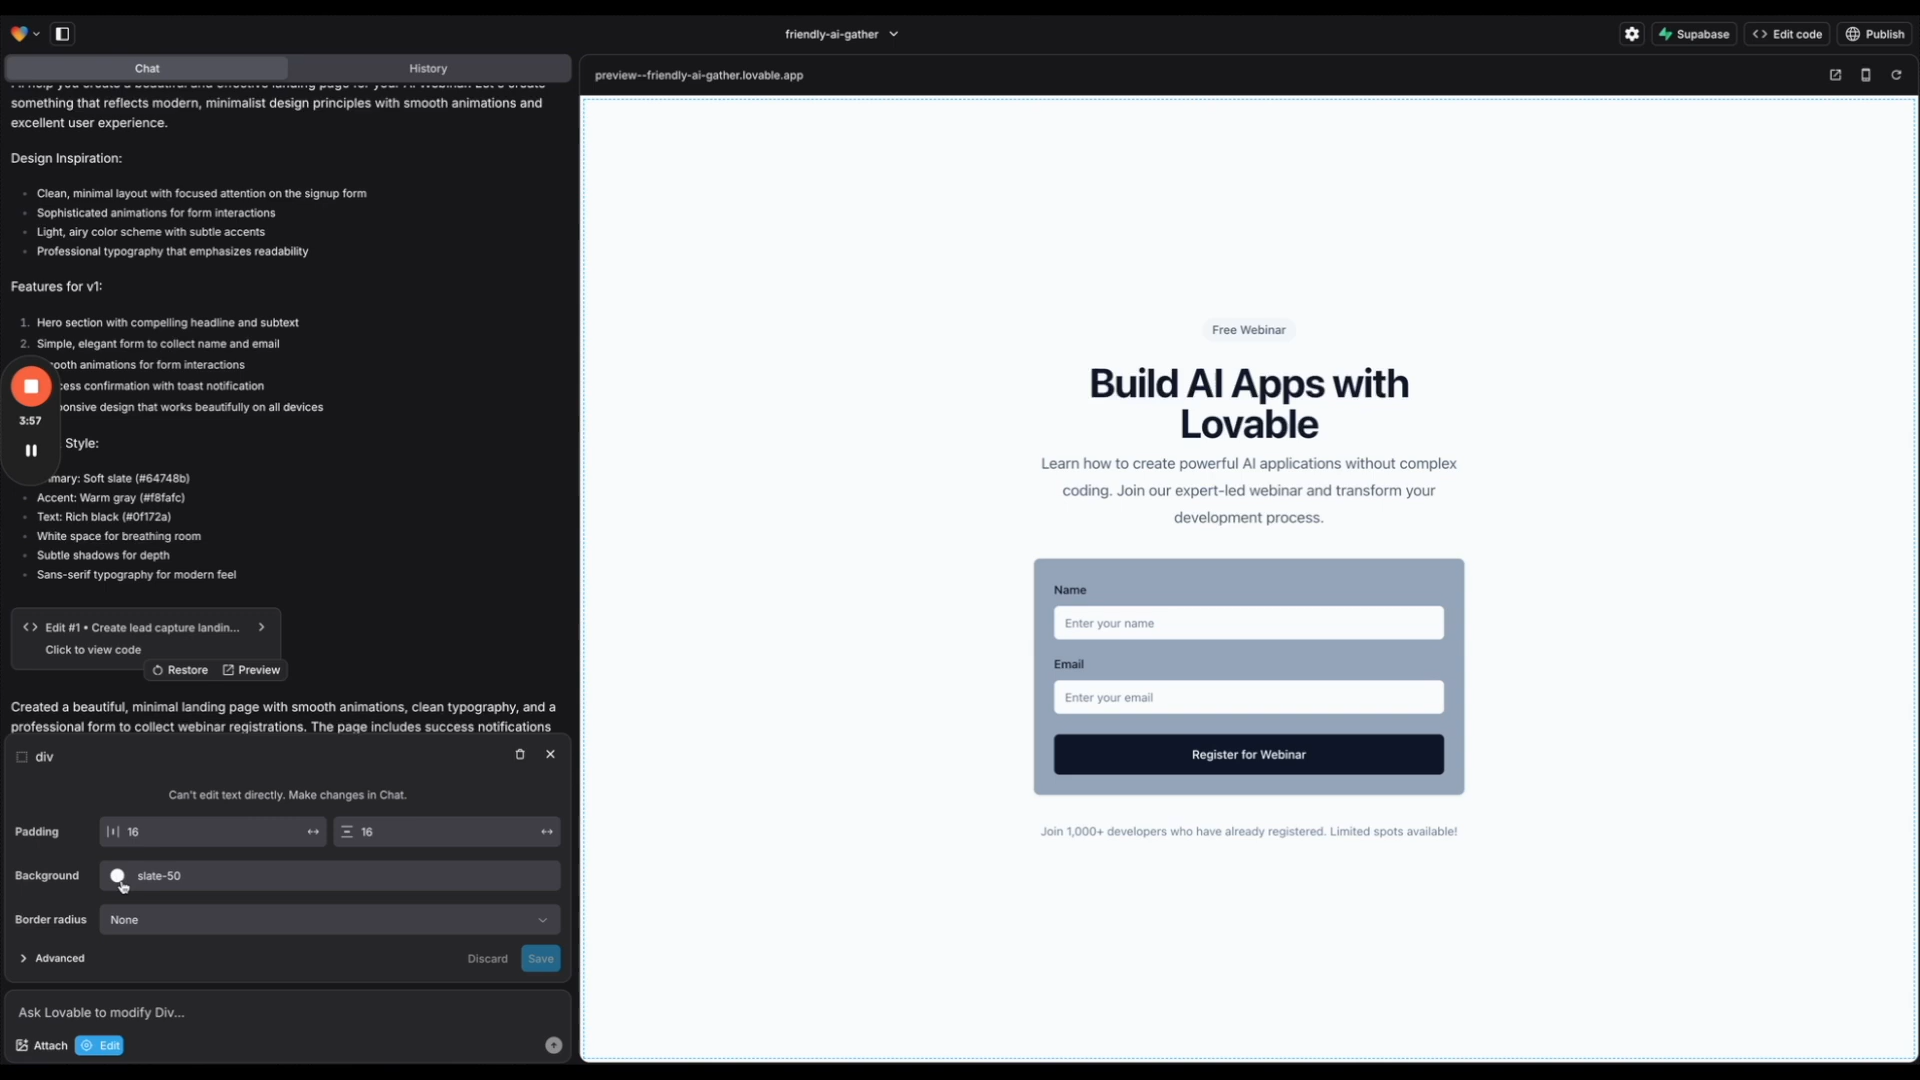 friendly-ai-gather
Supabase
Edit code
Publish
Chat
History
preview--friendly-ai-gather.lovable.app
something that reflects modern, minimalist design principles with smooth animations and
excellent user experience.
Design Inspiration:
Clean, minimal layout with focused attention on the signup form
Sophisticated animations for form interactions
Light, airy color scheme with subtle accents
Professional typography that emphasizes readability
Features for v1:
1. Hero section with compelling headline and subtext
2. Simple, elegant form to collect name and email
animations for form interactions
confirmation with toast notification
design that works beautifully on all devices
Style:
Soft slate (#64748b)
Accent: Warm gray (#f8fafc)
Text: Rich black (#0f172a)
White space for breathing room
Subtle shadows for depth
Sans-serif typography for modern feel
3:57
Edit #1 • Create lead capture landin...
Click to view code
Restore
Preview
Created a beautiful, minimal landing page with smooth animations, clean typography, and a
professional form to collect webinar registrations. The page includes success notifications
div
Can't edit text directly. Make changes in Chat.
Padding
16
16
Background
slate-50
Border radius
None
Advanced
Discard
Save
Ask Lovable to modify Div...
Attach
Edit
Free Webinar
Build AI Apps with
Lovable
Learn how to create powerful AI applications without complex
coding. Join our expert-led webinar and transform your
development process.
Name
Enter your name
Email
Enter your email
Register for Webinar
Join 1,000+ developers who have already registered. Limited spots available!